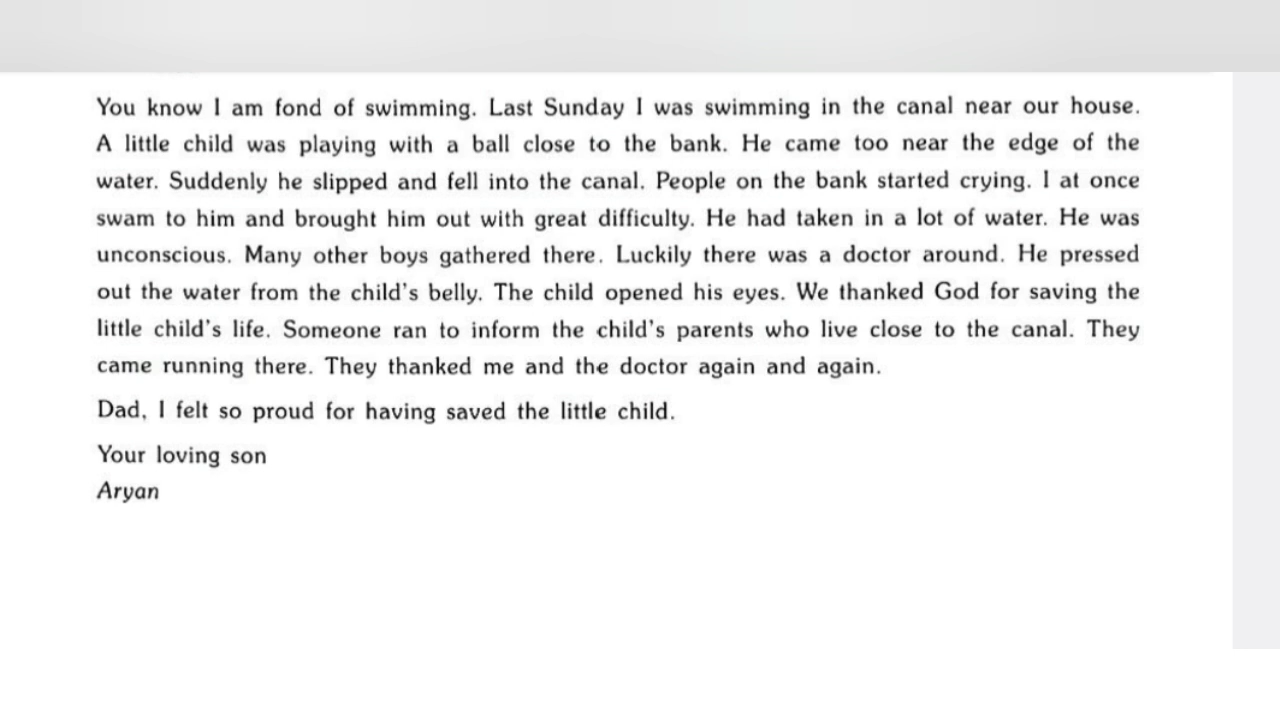 You know I am fond of swimming. Last Sunday I was swimming in the canal near our house.
A little child was playing with a ball close to the bank. He came too near the edge of the
water. Suddenly he slipped and fell into the canal. People on the bank started crying. I at once
swam to him and brought him out with great difficulty. He had taken in a lot of water. He was
unconscious. Many other boys gathered there. Luckily there was a doctor around. He pressed
out the water from the child's belly. The child opened his eyes. We thanked God for saving the
little child's life. Someone ran to inform the child's parents who live close to the canal. They
came running there. They thanked me and the doctor again and again.
Dad, I felt so proud for having saved the little child.
Your loving son
Aryan